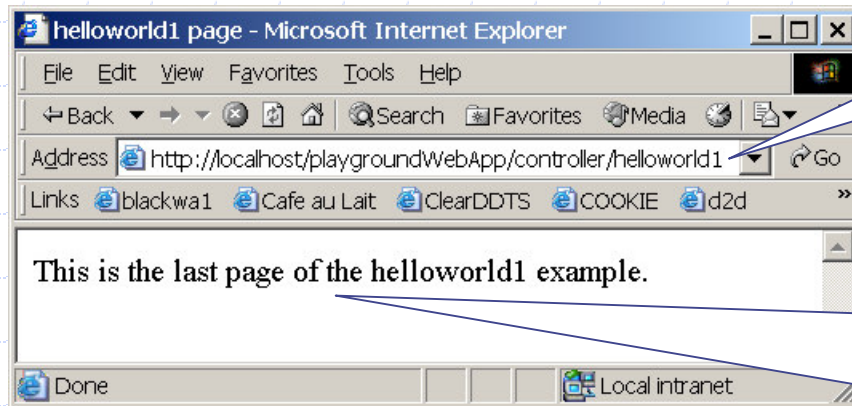 helloworld1 page - Microsoft Internet Explorer
File Edit View Favorites Tools Help
Back Search Favorites Media
Address http://localhost/playgroundWebApp/controller/helloworld1 Go
Links blackwa1 Cafe au Lait ClearDDTS COOKIE d2d »
This is the last page of the helloworld1 example.
Done Local intranet